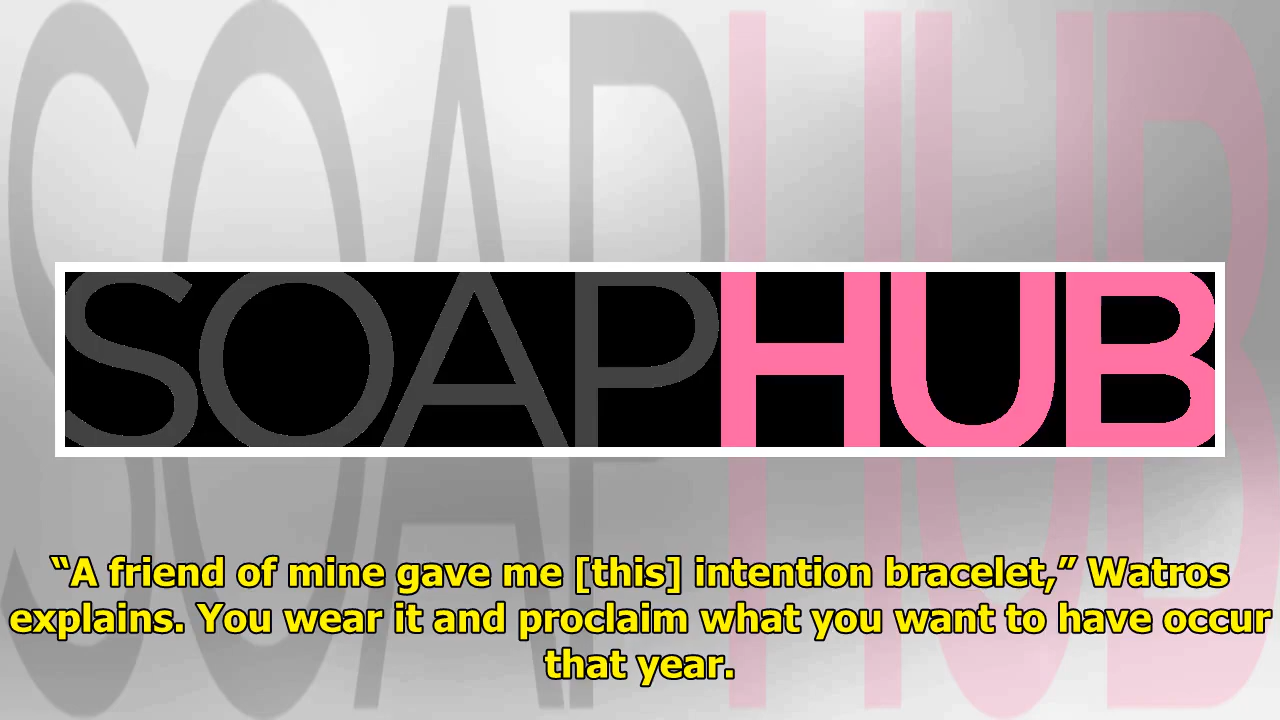 SOAPHUB
SOAPHUB
“A friend of mine gave me [this] intention bracelet,” Watros
explains. You wear it and proclaim what you want to have occur
that year.